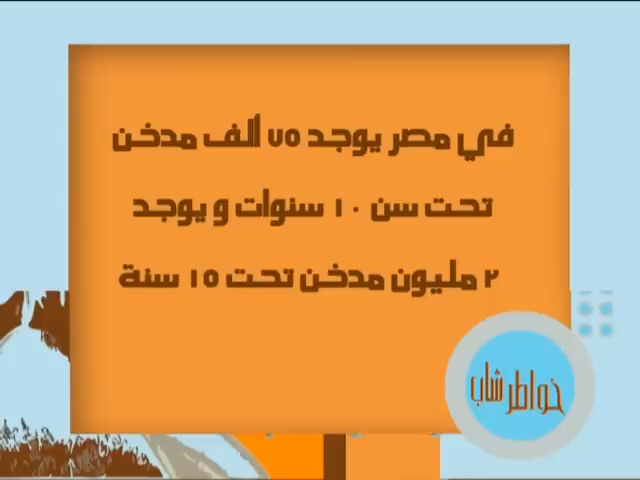 في مصر يوجد ٧٥ ألف مدخن
تحت سن ١٠ سنوات و يوجد
٢ مليون مدخن تحت ١٥ سنة
خواطر شاب